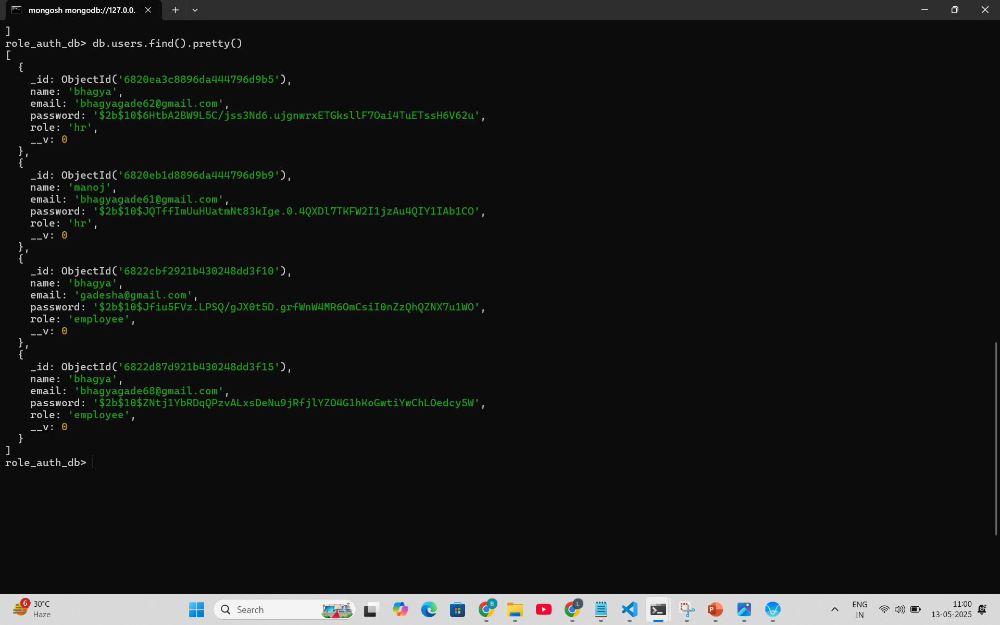 mongosh mongodb://127.0.0.
]
role_auth_db> db.users.find().pretty()
[
  {
    _id: ObjectId('6820ea3c8896da444796d9b5'),
    name: 'bhagya',
    email: 'bhagyagade62@gmail.com',
    password: '$2b$10$6HtbA2BW9L5C/jss3Nd6.ujgnwrxETGksllF7Oai4TuETssH6V62u',
    role: 'hr',
    __v: 0
  },
  {
    _id: ObjectId('6820eb1d8896da444796d9b9'),
    name: 'manoj',
    email: 'bhagyagade61@gmail.com',
    password: '$2b$10$JQTffImUuHUatmNt83kIge.0.4QXDl7TKFW2I1jzAu4QIY1IAb1CO',
    role: 'hr',
    __v: 0
  },
  {
    _id: ObjectId('6822cbf2921b430248dd3f10'),
    name: 'bhagya',
    email: 'gadesha@gmail.com',
    password: '$2b$10$Jfiu5FVz.LPSQ/gJX0t5D.grfWnW4MR6OmCsiI0nZzQhQZNX7u1WO',
    role: 'employee',
    __v: 0
  },
  {
    _id: ObjectId('6822d87d921b430248dd3f15'),
    name: 'bhagya',
    email: 'bhagyagade68@gmail.com',
    password: '$2b$10$ZNtj1YbRDqQPzvALxsDeNu9jRfjlYZO4G1hKoGwtiYwChLOedcy5W',
    role: 'employee',
    __v: 0
  }
]
role_auth_db>
6
30°C
Haze
Search
B
L
P
ENG
IN
11:00
13-05-2025